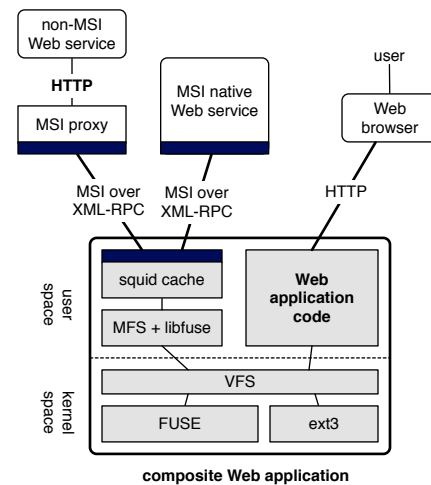 non-MSI
Web service
HTTP
MSI proxy
MSI native
Web service
user
Web
browser
MSI over
XML-RPC
MSI over
XML-RPC
HTTP
user
space
squid cache
MFS + libfuse
Web
application
code
kernel
space
VFS
FUSE
ext3
composite Web application